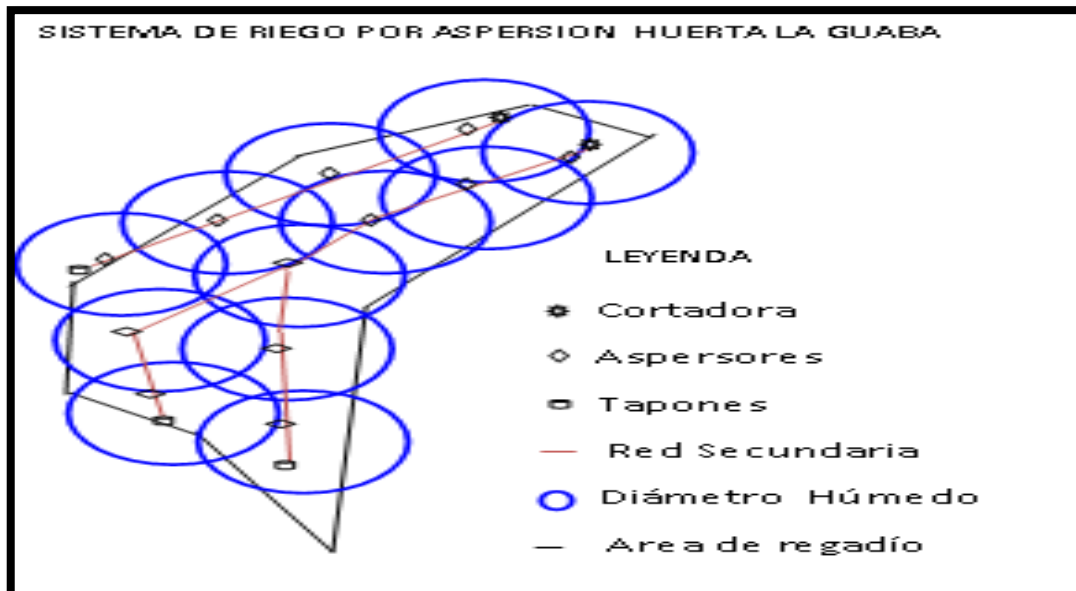 SISTEMA DE RIEGO POR ASPERSION HUERTA LA GUABA
LEYENDA
Cortadora
Aspersores
Tapones
Red Secundaria
Diámetro Húmedo
Area de regadío